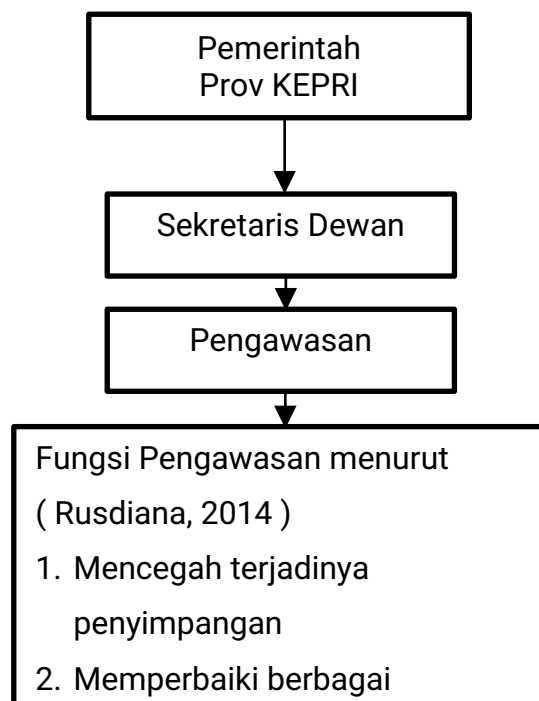 Pemerintah
Prov KEPRI
Sekretaris Dewan
Pengawasan
Fungsi Pengawasan menurut
( Rusdiana, 2014 )
1. Mencegah terjadinya
penyimpangan
2. Memperbaiki berbagai